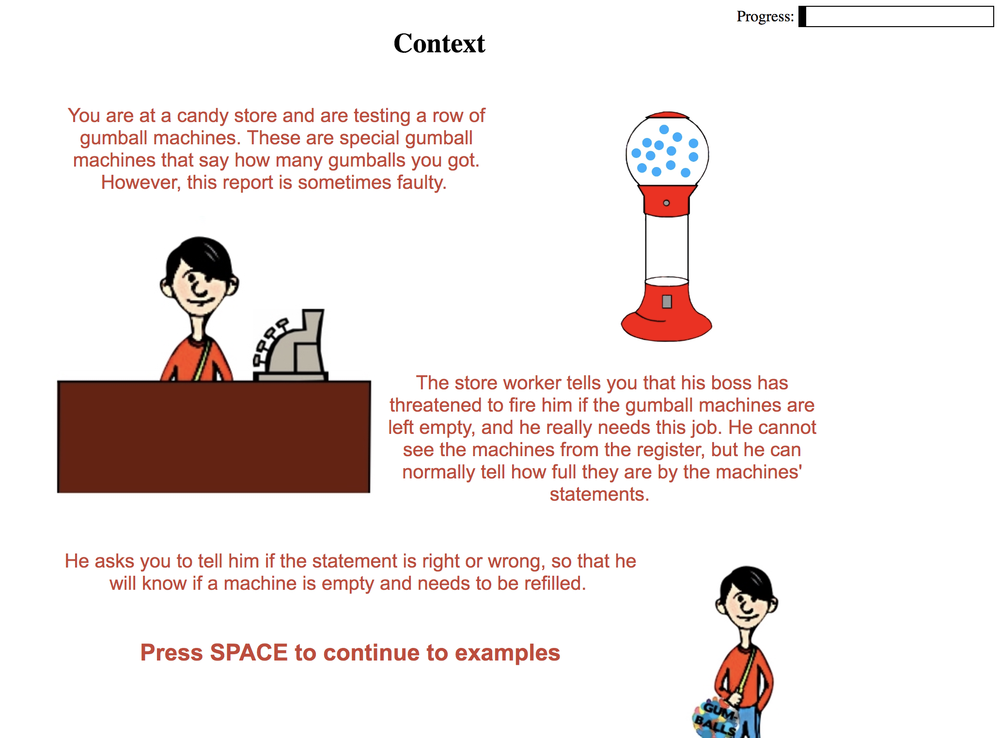 Progress:
Context
You are at a candy store and are testing a row of
gumball machines. These are special gumball
machines that say how many gumballs you got.
However, this report is sometimes faulty.
The store worker tells you that his boss has
threatened to fire him if the gumball machines are
left empty, and he really needs this job. He cannot
see the machines from the register, but he can
normally tell how full they are by the machines'
statements.
He asks you to tell him if the statement is right or wrong, so that he
will know if a machine is empty and needs to be refilled.
Press SPACE to continue to examples
GUM-
BALLS